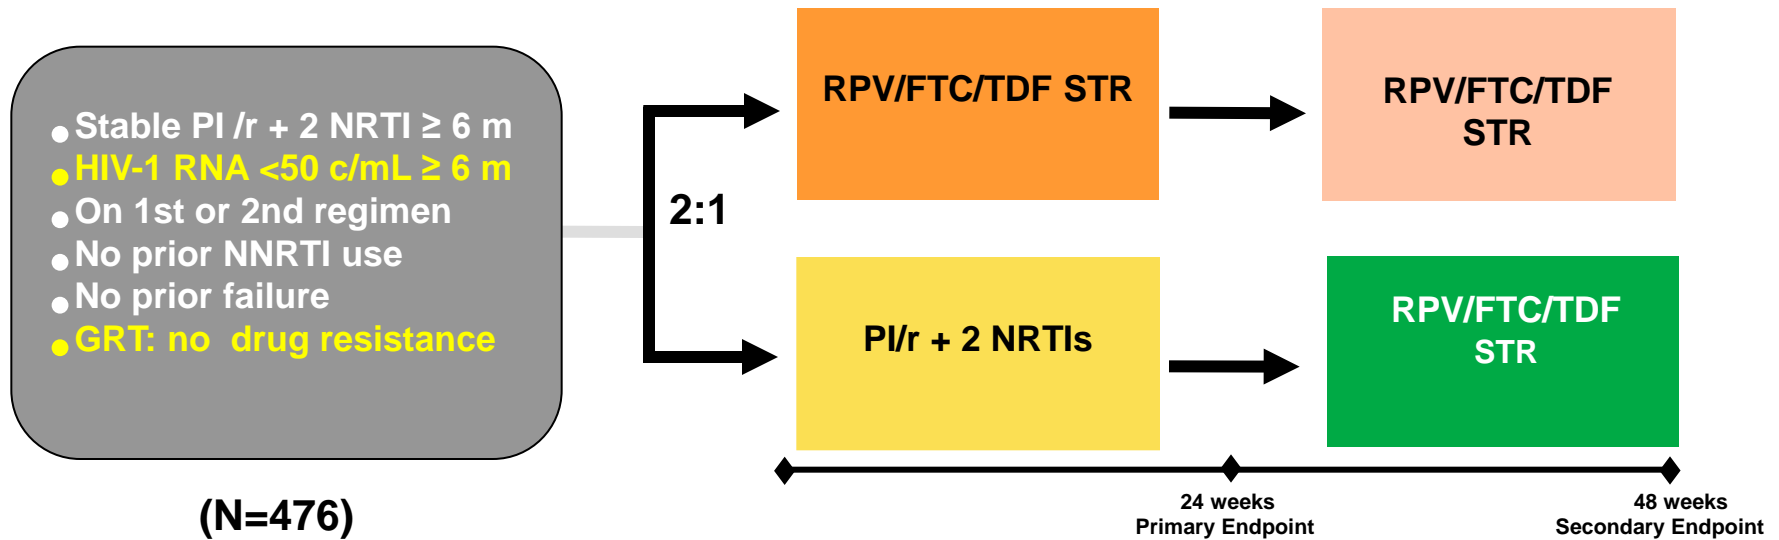 ● Stable PI /r + 2 NRTI ≥ 6 m
● HIV-1 RNA <50 c/mL ≥ 6 m
● On 1st or 2nd regimen
● No prior NNRTI use
● No prior failure
● GRT: no  drug resistance
(N=476)
2:1
RPV/FTC/TDF STR
RPV/FTC/TDF
STR
PI/r + 2 NRTIs
RPV/FTC/TDF
STR
24 weeks
Primary Endpoint
48 weeks
Secondary Endpoint